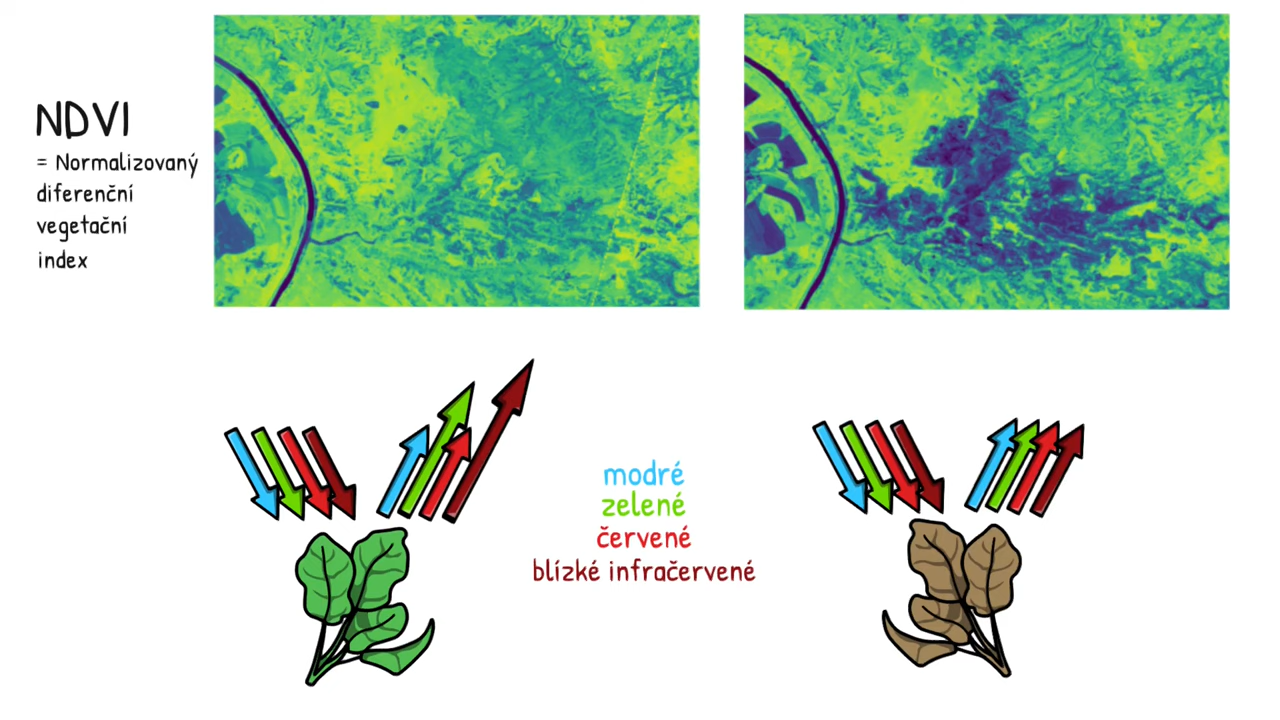 NDVI
= Normalizovaný
diferenční
vegetační
index
modré
zelené
červené
blízké infračervené